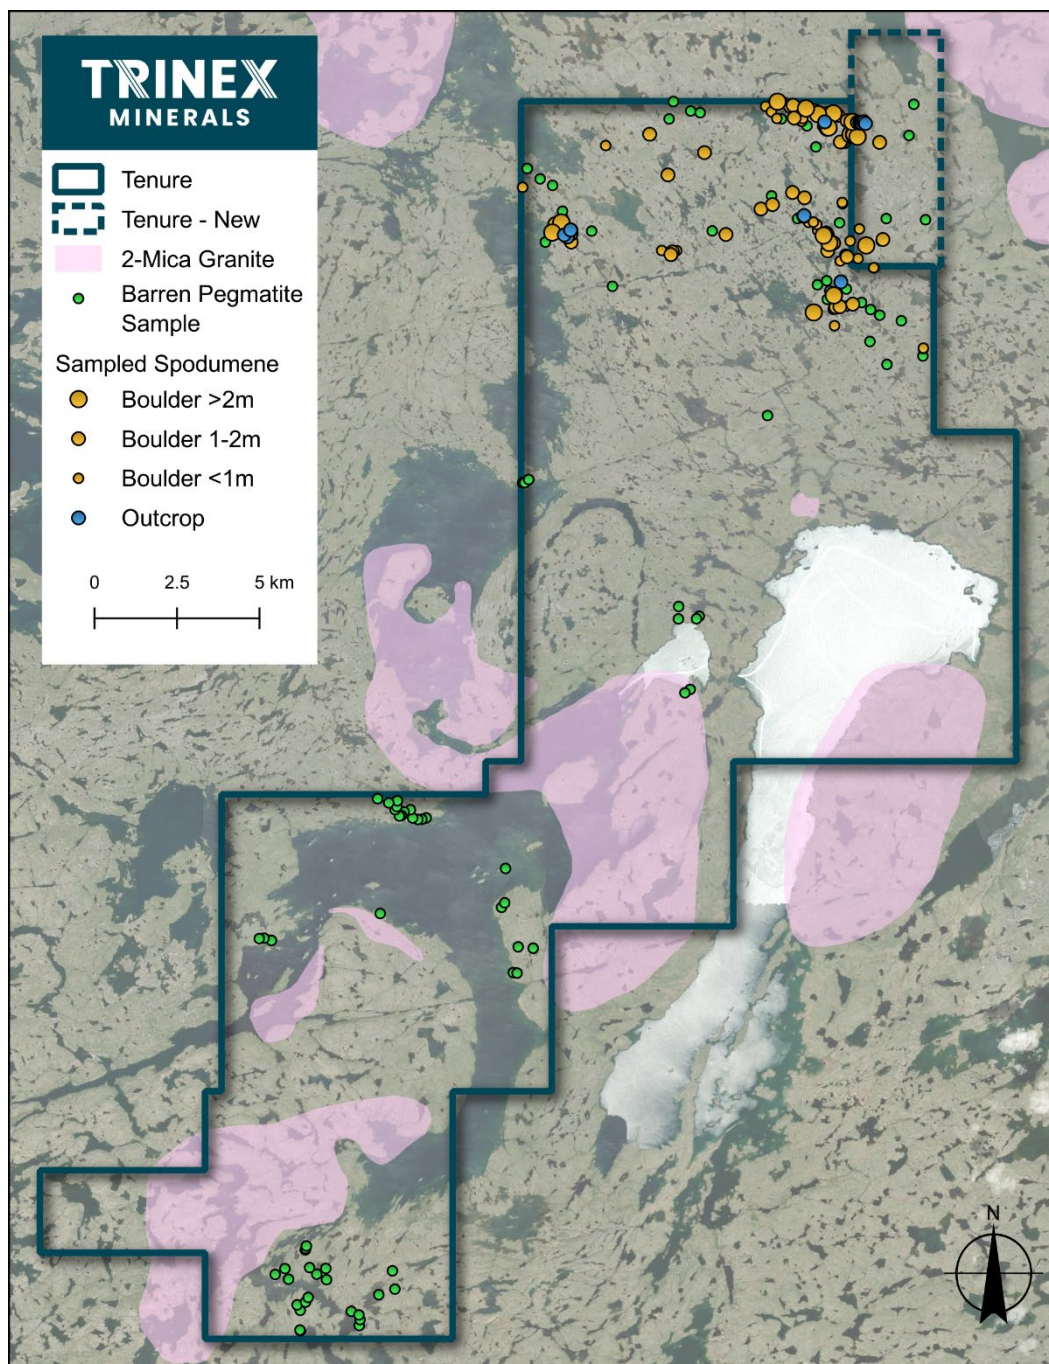 TRINEX
MINERALS
Tenure
Tenure - New
2-Mica Granite
Barren Pegmatite
Sample
Sampled Spodumene
Boulder >2m
Boulder 1-2m
Boulder <1m
Outcrop
0 2.5 5 km
N